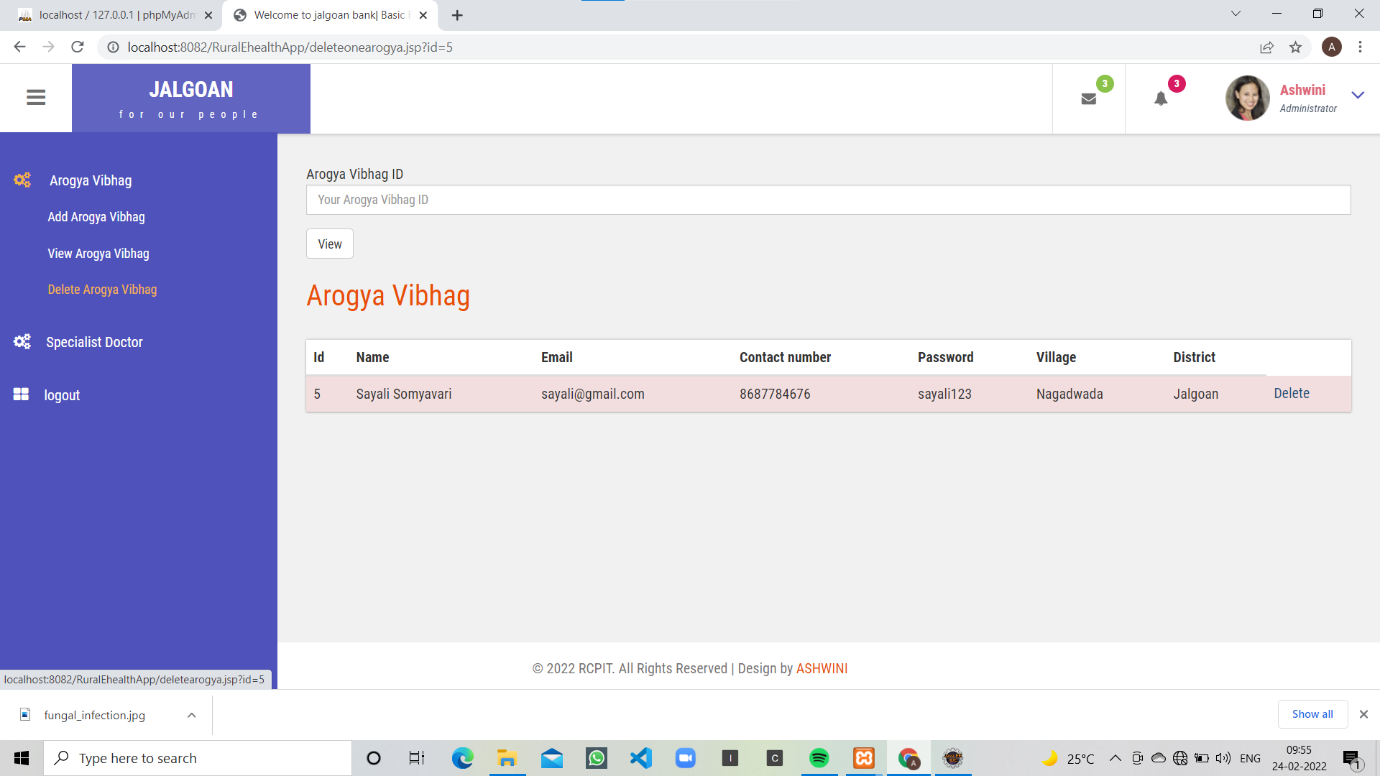 localhost / 127.0.0.1 | phpMyAdm
Welcome to jalgoan bank| Basic
localhost:8082/RuralEhealthApp/deleteonearogya.jsp?id=5
A
JALGOAN
for our people
3
3
Ashwini
Administrator
Arogya Vibhag
Add Arogya Vibhag
View Arogya Vibhag
Delete Arogya Vibhag
Specialist Doctor
logout
Arogya Vibhag ID
Your Arogya Vibhag ID
View
Arogya Vibhag
Id Name Email Contact number Password Village District
5 Sayali Somyavari sayali@gmail.com 8687784676 sayali123 Nagadwada Jalgoan Delete
© 2022 RCPIT. All Rights Reserved | Design by ASHWINI
localhost:8082/RuralEhealthApp/deletearogya.jsp?id=5
fungal_infection.jpg
Show all
Type here to search
I
C
A
25°C
ENG
09:55
24-02-2022
1